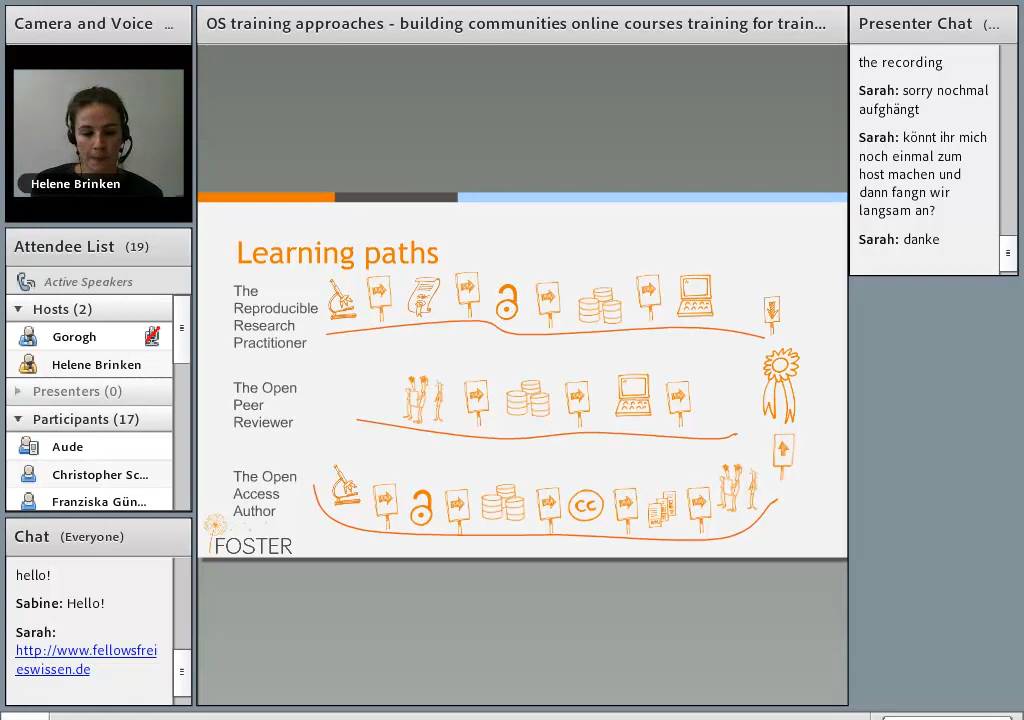 Camera and Voice ...
Helene Brinken
Attendee List (19)
Active Speakers
Hosts (2)
Gorogh
Helene Brinken
Presenters (0)
Participants (17)
Aude
Christopher Sc...
Franziska Gün...
Chat (Everyone)
hello!
Sabine: Hello!
Sarah:
http://www.fellowsfrei
eswissen.de
OS training approaches - building communities online courses training for train...
Learning paths
The
Reproducible
Research
Practitioner
The Open
Peer
Reviewer
The Open
Access
Author
cc
FOSTER
Presenter Chat (...
the recording
Sarah: sorry nochmal
aufghängt
Sarah: könnt ihr mich
noch einmal zum
host machen und
dann fangn wir
langsam an?
Sarah: danke